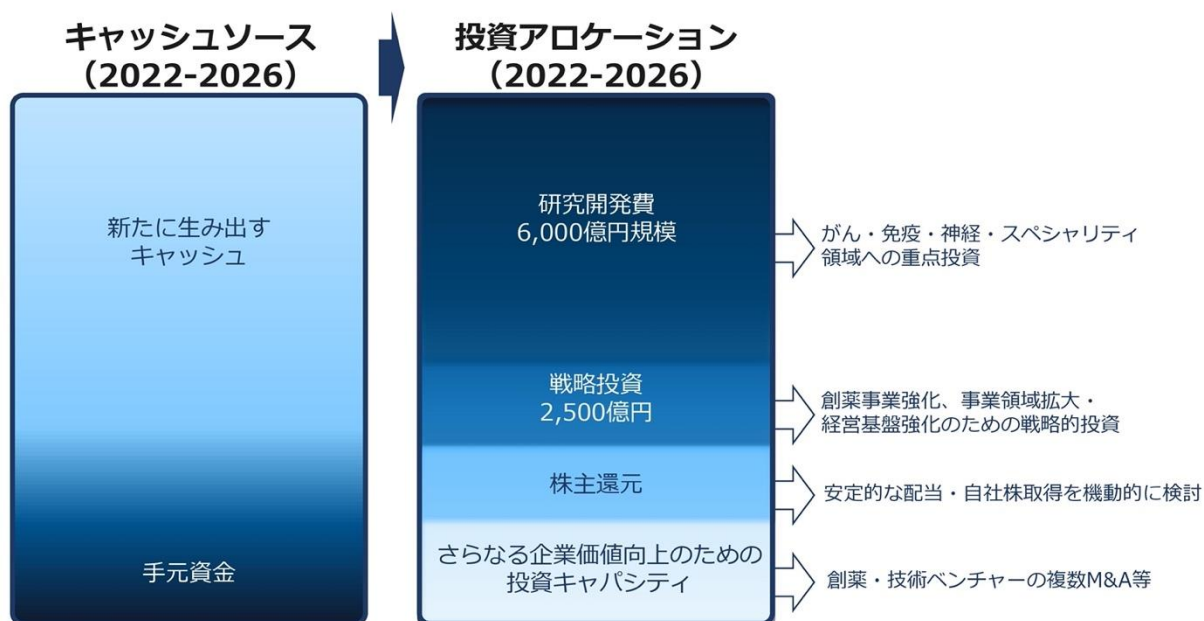 キャッシュソース
（2022-2026）
投資アロケーション
（2022-2026）
新たに生み出す
キャッシュ
手元資金
研究開発費
6,000億円規模
がん・免疫・神経・スペシャリティ
領域への重点投資
戦略投資
2,500億円
創薬事業強化、事業領域拡大・
経営基盤強化のための戦略的投資
株主還元
安定的な配当・自社株取得を機動的に検討
さらなる企業価値向上のための
投資キャパシティ
創薬・技術ベンチャーの複数M&A等